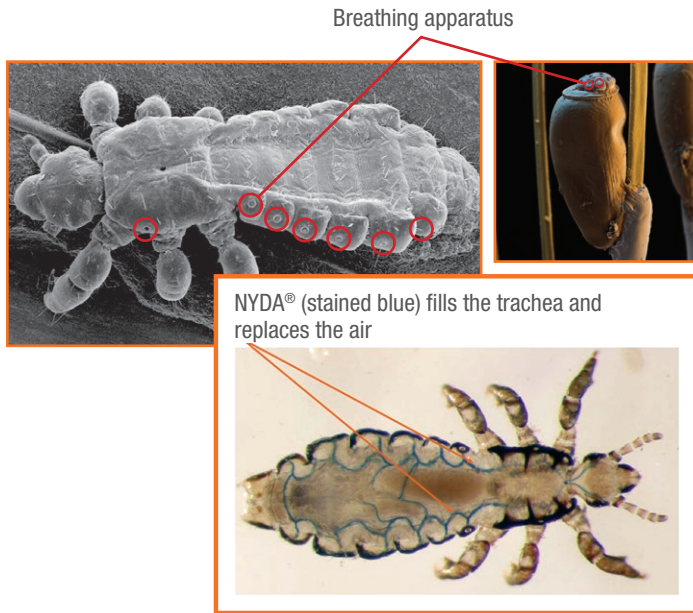 Breathing apparatus
NYDA® (stained blue) fills the trachea and
replaces the air